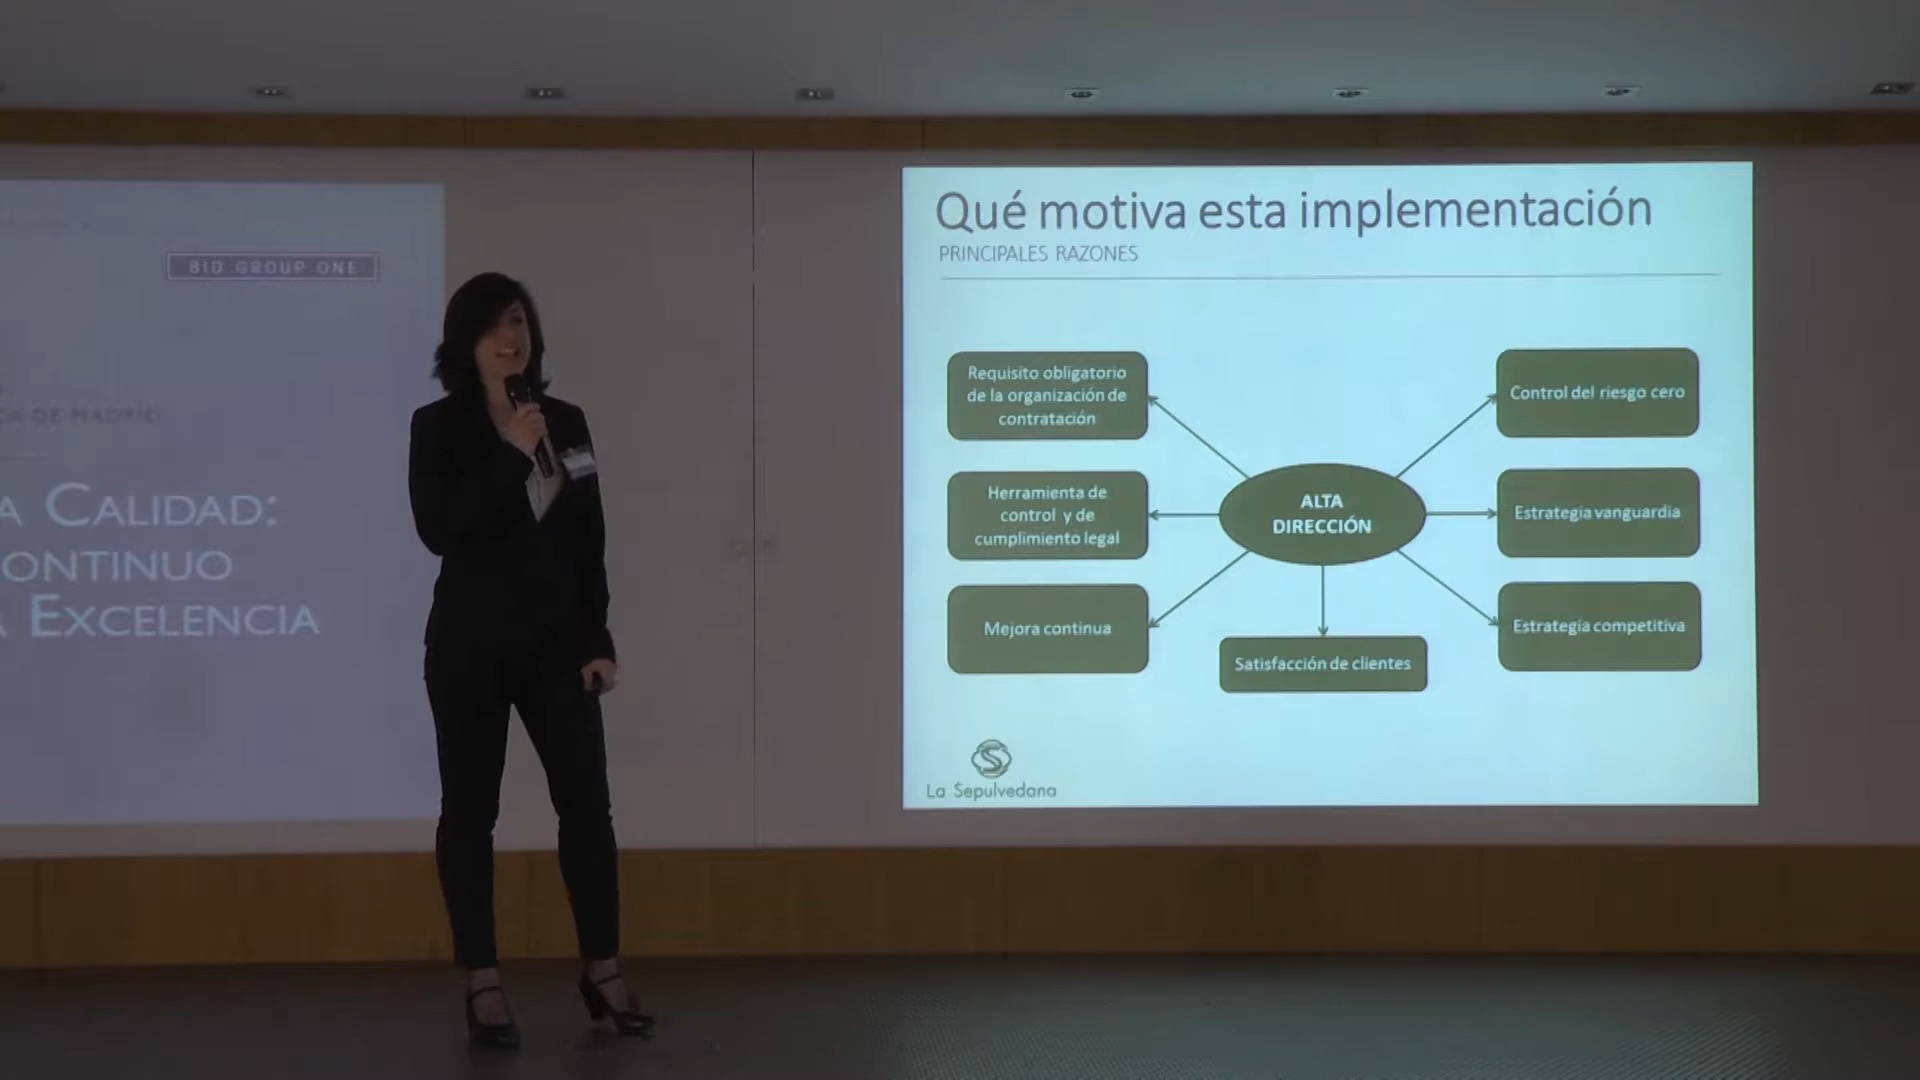 BID GROUP ONE
CA DE MADRID
A CALIDAD:
ONTINUO
A EXCELENCIA
Qué motiva esta implementación
PRINCIPALES RAZONES
Requisito obligatorio
de la organización de
contratación
Herramienta de
control y de
cumplimiento legal
Mejora continua
ALTA
DIRECCIÓN
Satisfacción de clientes
Control del riesgo cero
Estrategia vanguardia
Estrategia competitiva
La Sepulvedana